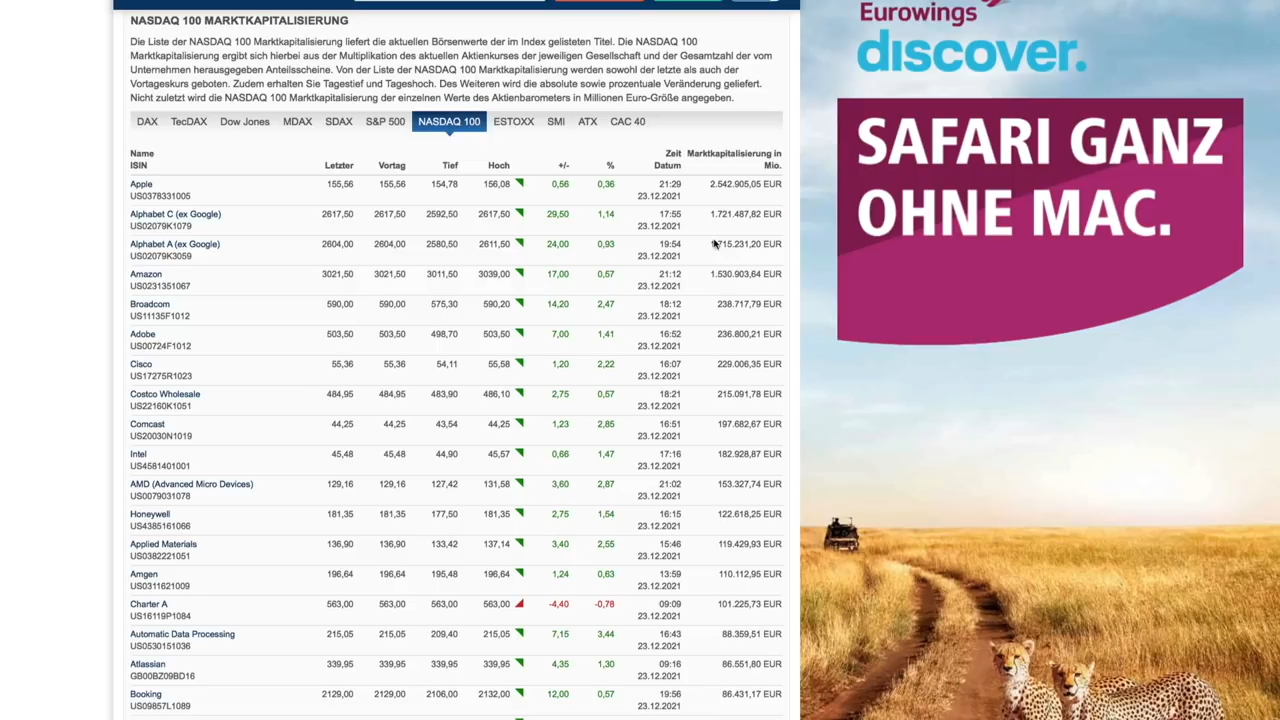 NASDAQ 100 MARKTKAPITALISIERUNG
Die Liste der NASDAQ 100 Marktkapitalisierung liefert die aktuellen Börsenwerte der im Index gelisteten Titel. Die NASDAQ 100
Marktkapitalisierung ergibt sich hierbei aus der Multiplikation des aktuellen Aktienkurses der jeweiligen Gesellschaft und der Gesamtzahl der vom
Unternehmen herausgegeben Anteilsscheine. Von der Liste der NASDAQ 100 Marktkapitalisierung werden sowohl der letzte als auch der
Vortageskurs geboten. Zudem erhalten Sie Tagestief und Tageshoch. Des Weiteren wird die absolute sowie prozentuale Veränderung geliefert.
Nicht zuletzt wird die NASDAQ 100 Marktkapitalisierung der einzelnen Werte des Aktienbarometers in Millionen Euro-Größe angegeben.
DAX TecDAX Dow Jones MDAX SDAX S&P 500 NASDAQ 100 ESTOXX SMI ATX CAC 40
Name Zeit Marktkapitalisierung in
ISIN Letzter Vortag Tief Hoch +/- % Datum Mio.
Apple 155,56 155,56 154,78 156,08 0,56 0,36 21:29 2.542.905,05 EUR
US0378331005 23.12.2021
Alphabet C (ex Google) 2617,50 2617,50 2592,50 2617,50 29,50 1,14 17:55 1.721.487,82 EUR
US02079K1079 23.12.2021
Alphabet A (ex Google) 2604,00 2604,00 2580,50 2611,50 24,00 0,93 19:54 715.231,20 EUR
US02079K3059 23.12.2021
Amazon 3021,50 3021,50 3011,50 3039,00 17,00 0,57 21:12 1.530.903,64 EUR
US0231351067 23.12.2021
Broadcom 590,00 590,00 575,30 590,20 14,20 2,47 18:12 238.717,79 EUR
US11135F1012 23.12.2021
Adobe 503,50 503,50 498,70 503,50 7,00 1,41 16:52 236.800,21 EUR
US00724F1012 23.12.2021
Cisco 55,36 55,36 54,11 55,58 1,20 2,22 16:07 229.006,35 EUR
US17275R1023 23.12.2021
Costco Wholesale 484,95 484,95 483,90 486,10 2,75 0,57 18:21 215.091,78 EUR
US22160K1051 23.12.2021
Comcast 44,25 44,25 43,54 44,25 1,23 2,85 16:51 197.682,67 EUR
US20030N1019 23.12.2021
Intel 45,48 45,48 44,90 45,57 0,66 1,47 17:16 182.928,87 EUR
US4581401001 23.12.2021
AMD (Advanced Micro Devices) 129,16 129,16 127,42 131,58 3,60 2,87 21:02 153.327,74 EUR
US0079031078 23.12.2021
Honeywell 181,35 181,35 177,50 181,35 2,75 1,54 16:15 122.618,25 EUR
US4385161066 23.12.2021
Applied Materials 136,90 136,90 133,42 137,14 3,40 2,55 15:46 119.429,93 EUR
US0382221051 23.12.2021
Amgen 196,64 196,64 195,48 196,64 1,24 0,63 13:59 110.112,95 EUR
US0311621009 23.12.2021
Charter A 563,00 563,00 563,00 563,00 -4,40 -0,78 09:09 101.225,73 EUR
US16119P1084 23.12.2021
Automatic Data Processing 215,05 215,05 209,40 215,05 7,15 3,44 16:43 88.359,51 EUR
US0530151036 23.12.2021
Atlassian 339,95 339,95 339,95 339,95 4,35 1,30 09:16 86.551,80 EUR
GB00BZ09BD16 23.12.2021
Booking 2129,00 2129,00 2106,00 2132,00 12,00 0,57 19:56 86.431,17 EUR
US09857L1089 23.12.2021
Eurowings
discover.
SAFARI GANZ
OHNE MAC.